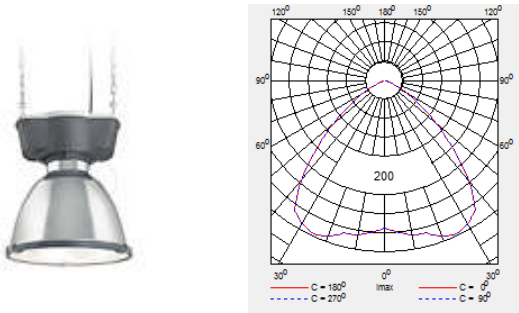 120⁰ 150⁰ 180⁰ 150⁰ 120⁰
90⁰ 90⁰
60⁰ 60⁰
200
30⁰ 0⁰ 30⁰
C = 180⁰ Imax C = 0⁰
C = 270⁰ C = 90⁰